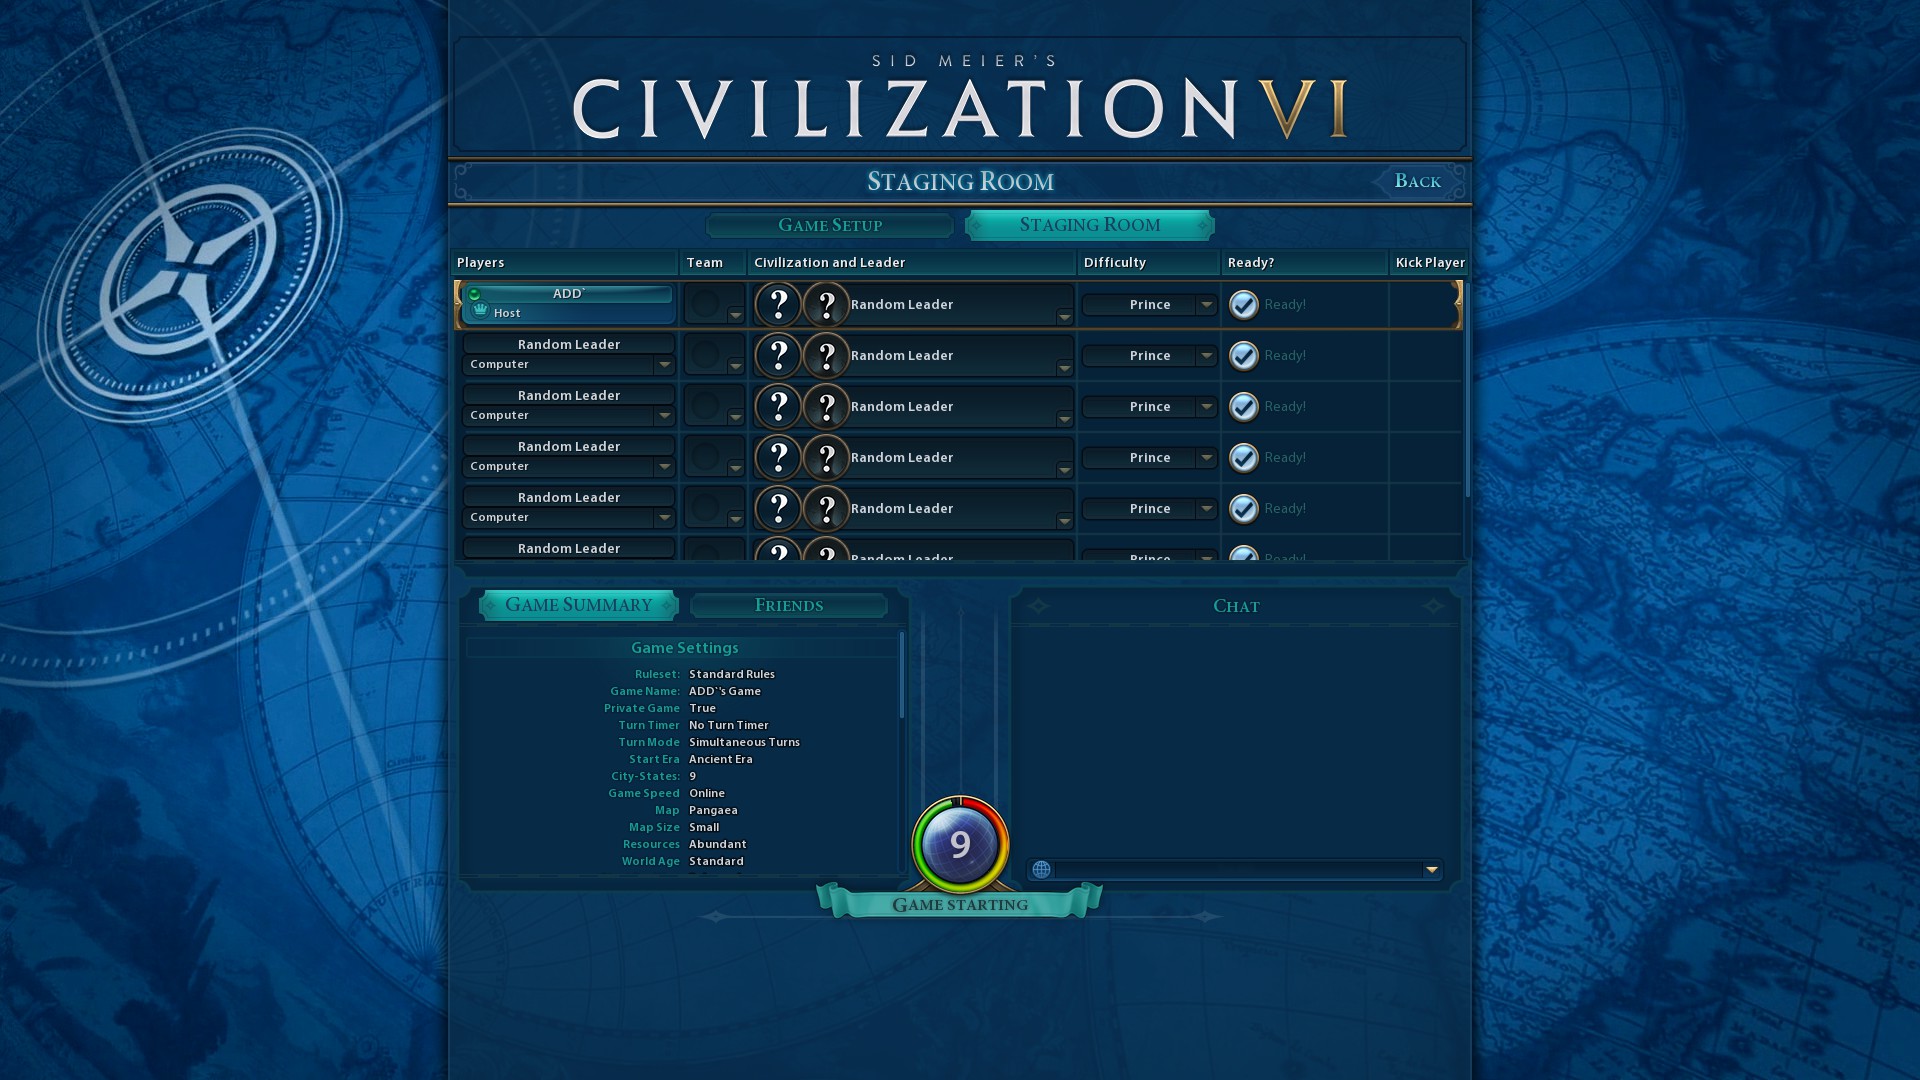 SID MEIER'S
CIVILIZATION VI
STAGING ROOM
BACK
GAME SETUP
STAGING ROOM
Players Team Civilization and Leader Difficulty Ready? Kick Player
ADD`
Host
? ? Random Leader Prince Ready!
Random Leader
Computer
? ? Random Leader Prince Ready!
Random Leader
Computer
? ? Random Leader Prince Ready!
Random Leader
Computer
? ? Random Leader Prince Ready!
Random Leader
Computer
? ? Random Leader Prince Ready!
Random Leader
? ? Random Leader Prince Ready!
GAME SUMMARY
FRIENDS
Game Settings
Ruleset: Standard Rules
Game Name: ADD`'s Game
Private Game True
Turn Timer No Turn Timer
Turn Mode Simultaneous Turns
Start Era Ancient Era
City-States: 9
Game Speed Online
Map Pangaea
Map Size Small
Resources Abundant
World Age Standard
CHAT
9
GAME STARTING